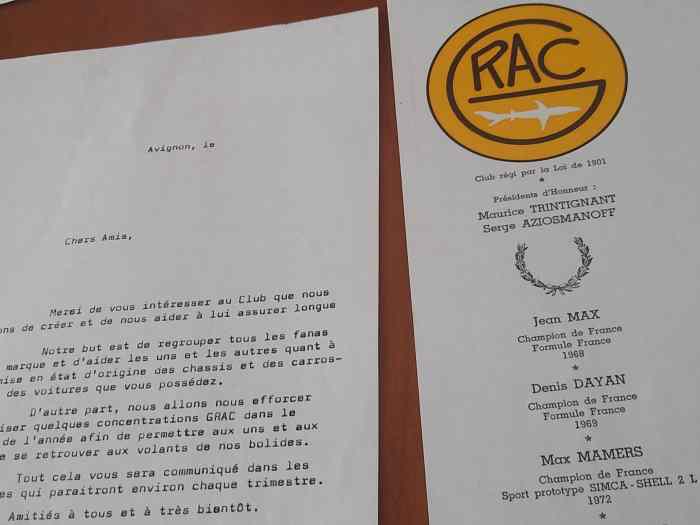 Avignon, le
Chers Amis,
Merci de vous intéresser au Club que nous
ons de créer et de nous aider à lui assurer longue
Notre but est de regrouper tous les fanas
marque et d'aider les uns et les autres quant à
mise en état d'origine des chassis et des carros-
des voitures que vous possédez.
D'autre part, nous allons nous efforcer
iser quelques concentrations GRAC dans le
de l'année afin de permettre aux uns et aux
e se retrouver aux volants de nos bolides.
Tout cela vous sera communiqué dans les
es qui paraitront environ chaque trimestre.
Amitiés à tous et à très bientôt.
GRAC
Club régi par la Loi de 1901
Présidents d'Honneur :
Maurice TRINTIGNANT
Serge AZIOSMANOFF
Jean MAX
Champion de France
Formule France
1968
Denis DAYAN
Champion de France
Formule France
1969
Max MAMERS
Champion de France
Sport prototype SIMCA-SHELL 2 L
1972